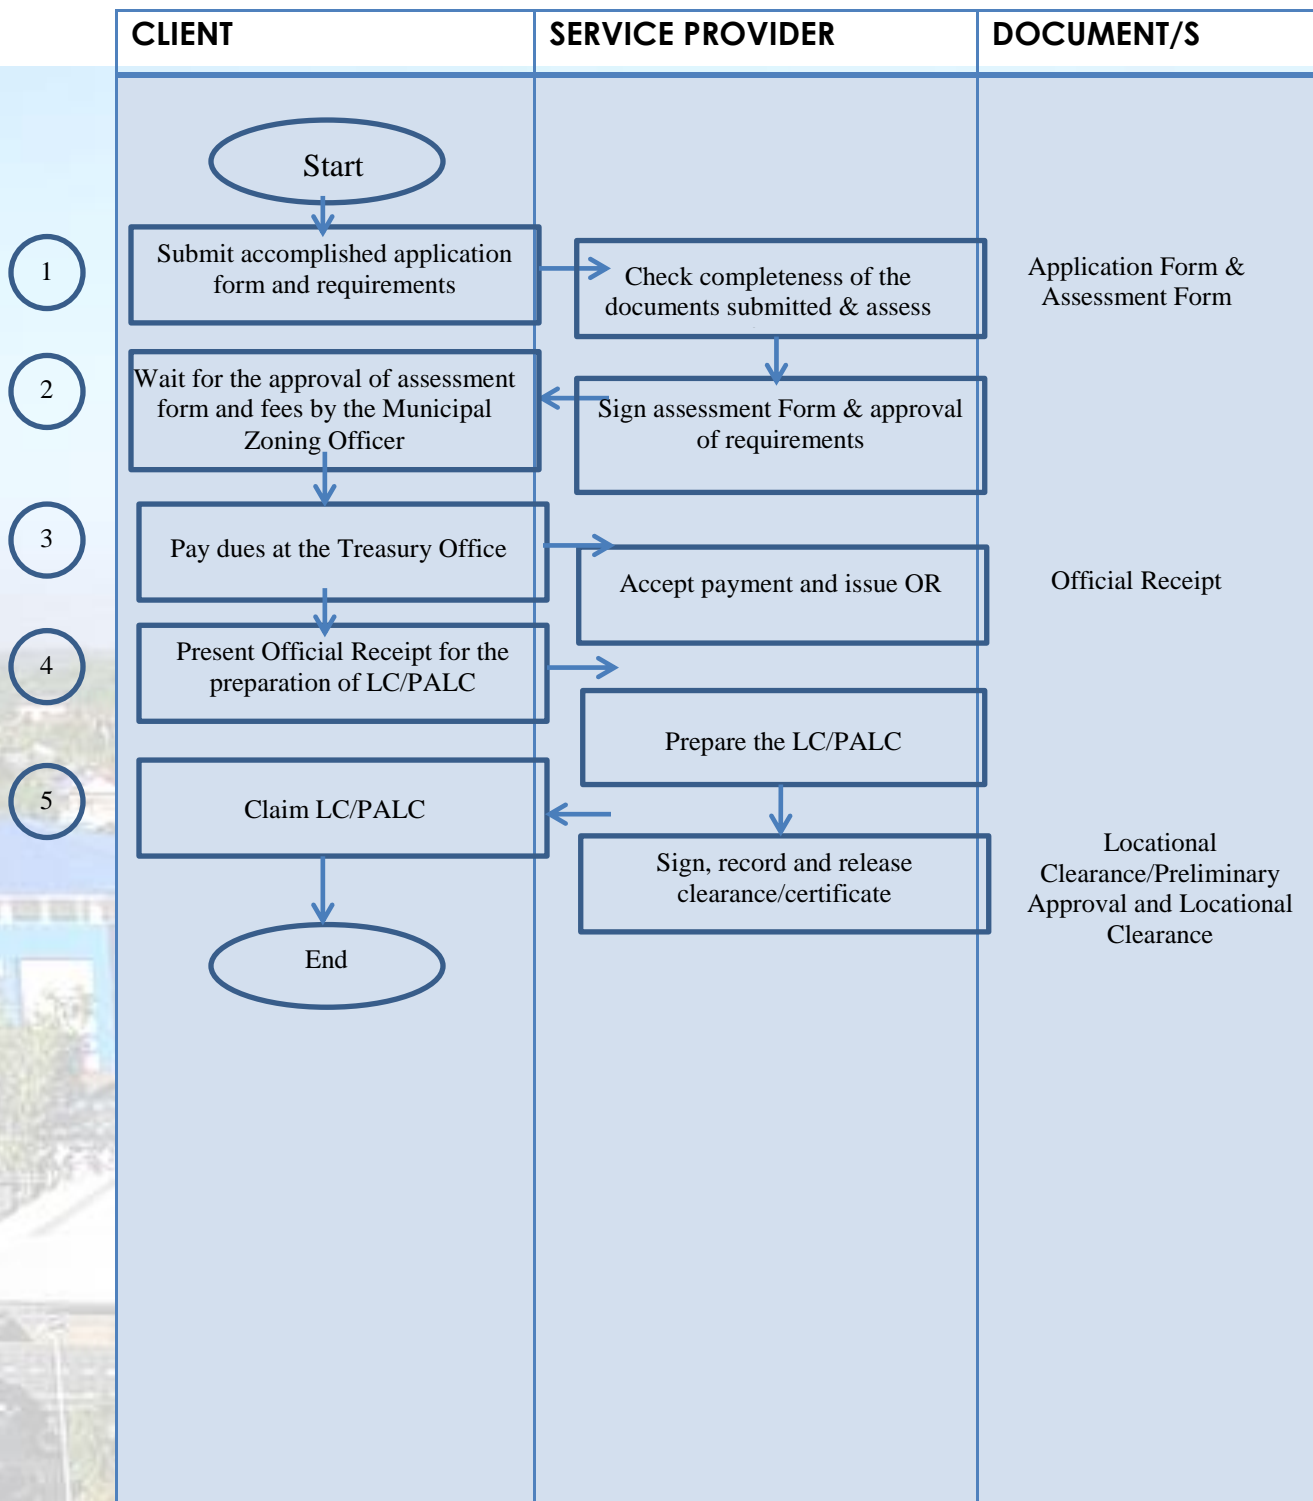 CLIENT
SERVICE PROVIDER
DOCUMENT/S
Start
1
Submit accomplished application
form and requirements
Check completeness of the
documents submitted & assess
Application Form &
Assessment Form
2
Wait for the approval of assessment
form and fees by the Municipal
Zoning Officer
Sign assessment Form & approval
of requirements
3
Pay dues at the Treasury Office
Accept payment and issue OR
Official Receipt
4
Present Official Receipt for the
preparation of LC/PALC
Prepare the LC/PALC
5
Claim LC/PALC
Sign, record and release
clearance/certificate
Locational
Clearance/Preliminary
Approval and Locational
Clearance
End